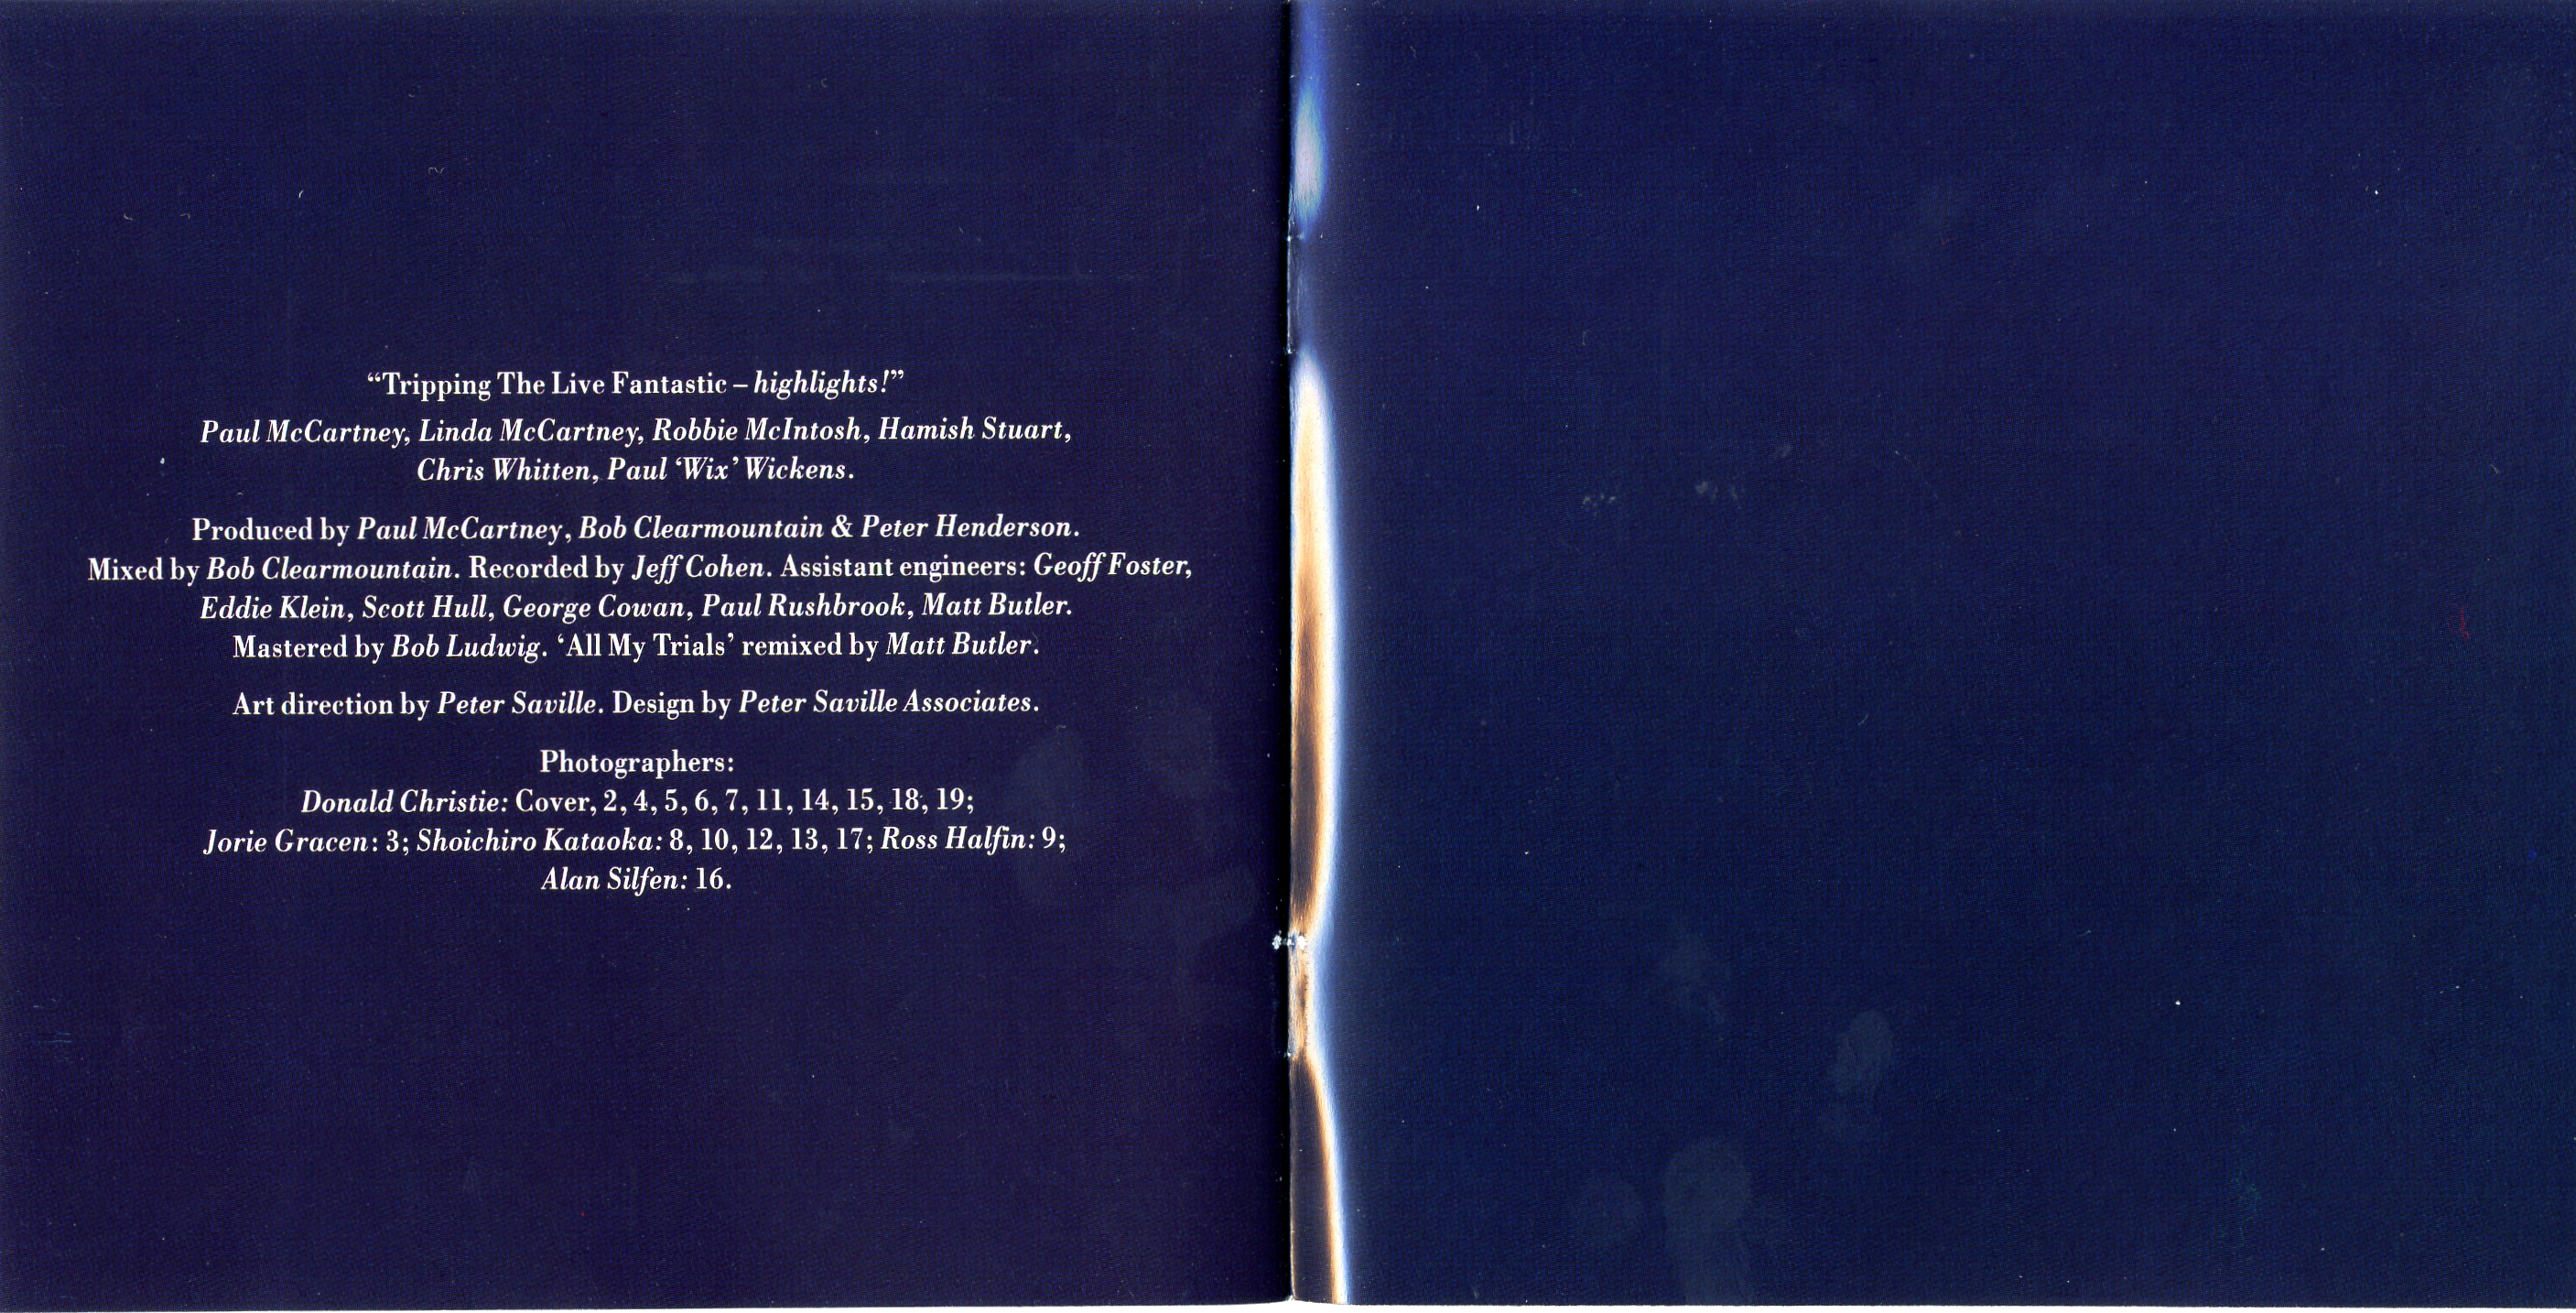 “Tripping The Live Fantastic – highlights!”
Paul McCartney, Linda McCartney, Robbie McIntosh, Hamish Stuart,
Chris Whitten, Paul ‘Wix’ Wickens.
Produced by Paul McCartney, Bob Clearmountain & Peter Henderson.
Mixed by Bob Clearmountain. Recorded by Jeff Cohen. Assistant engineers: Geoff Foster,
Eddie Klein, Scott Hull, George Cowan, Paul Rushbrook, Matt Butler.
Mastered by Bob Ludwig. ‘All My Trials’ remixed by Matt Butler.
Art direction by Peter Saville. Design by Peter Saville Associates.
Photographers:
Donald Christie: Cover, 2, 4, 5, 6, 7, 11, 14, 15, 18, 19;
Jorie Gracen: 3; Shoichiro Kataoka: 8, 10, 12, 13, 17; Ross Halfin: 9;
Alan Silfen: 16.